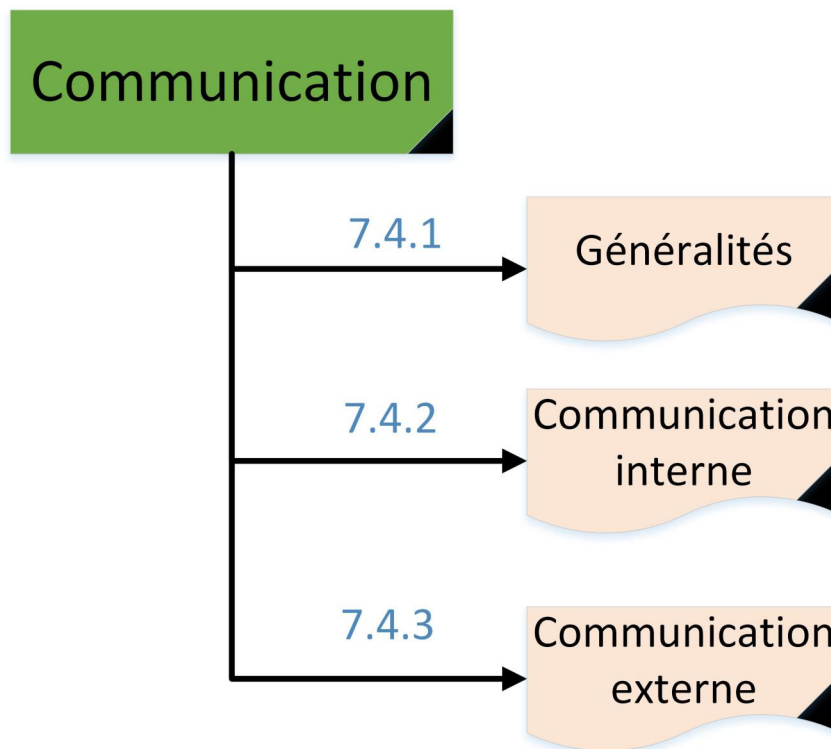 Communication
7.4.1
Généralités
7.4.2
Communication
interne
7.4.3
Communication
externe